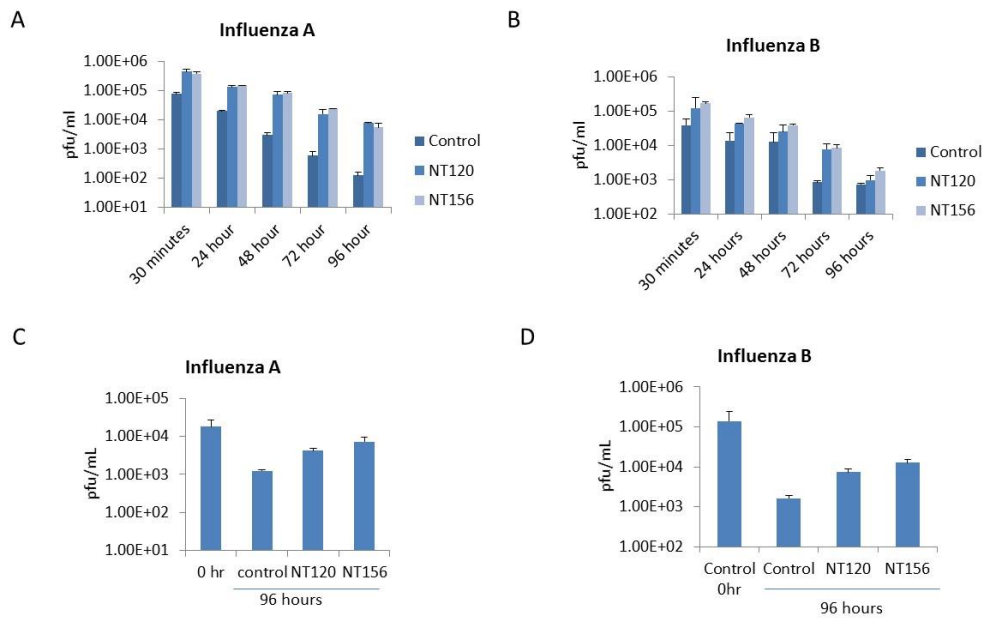 A
Influenza A
1.00E+06
1.00E+05
1.00E+04
1.00E+03
1.00E+02
1.00E+01
pfu/ml
30 minutes
24 hour
48 hour
72 hour
96 hour
Control
NT120
NT156
B
Influenza B
1.00E+06
1.00E+05
1.00E+04
1.00E+03
1.00E+02
pfu/ml
30 minutes
24 hours
48 hours
72 hours
96 hours
Control
NT120
NT156
C
Influenza A
1.00E+05
1.00E+04
1.00E+03
1.00E+02
1.00E+01
pfu/mL
0 hr control NT120 NT156
96 hours
D
Influenza B
1.00E+06
1.00E+05
1.00E+04
1.00E+03
1.00E+02
pfu/mL
Control Control NT120 NT156
0hr
96 hours